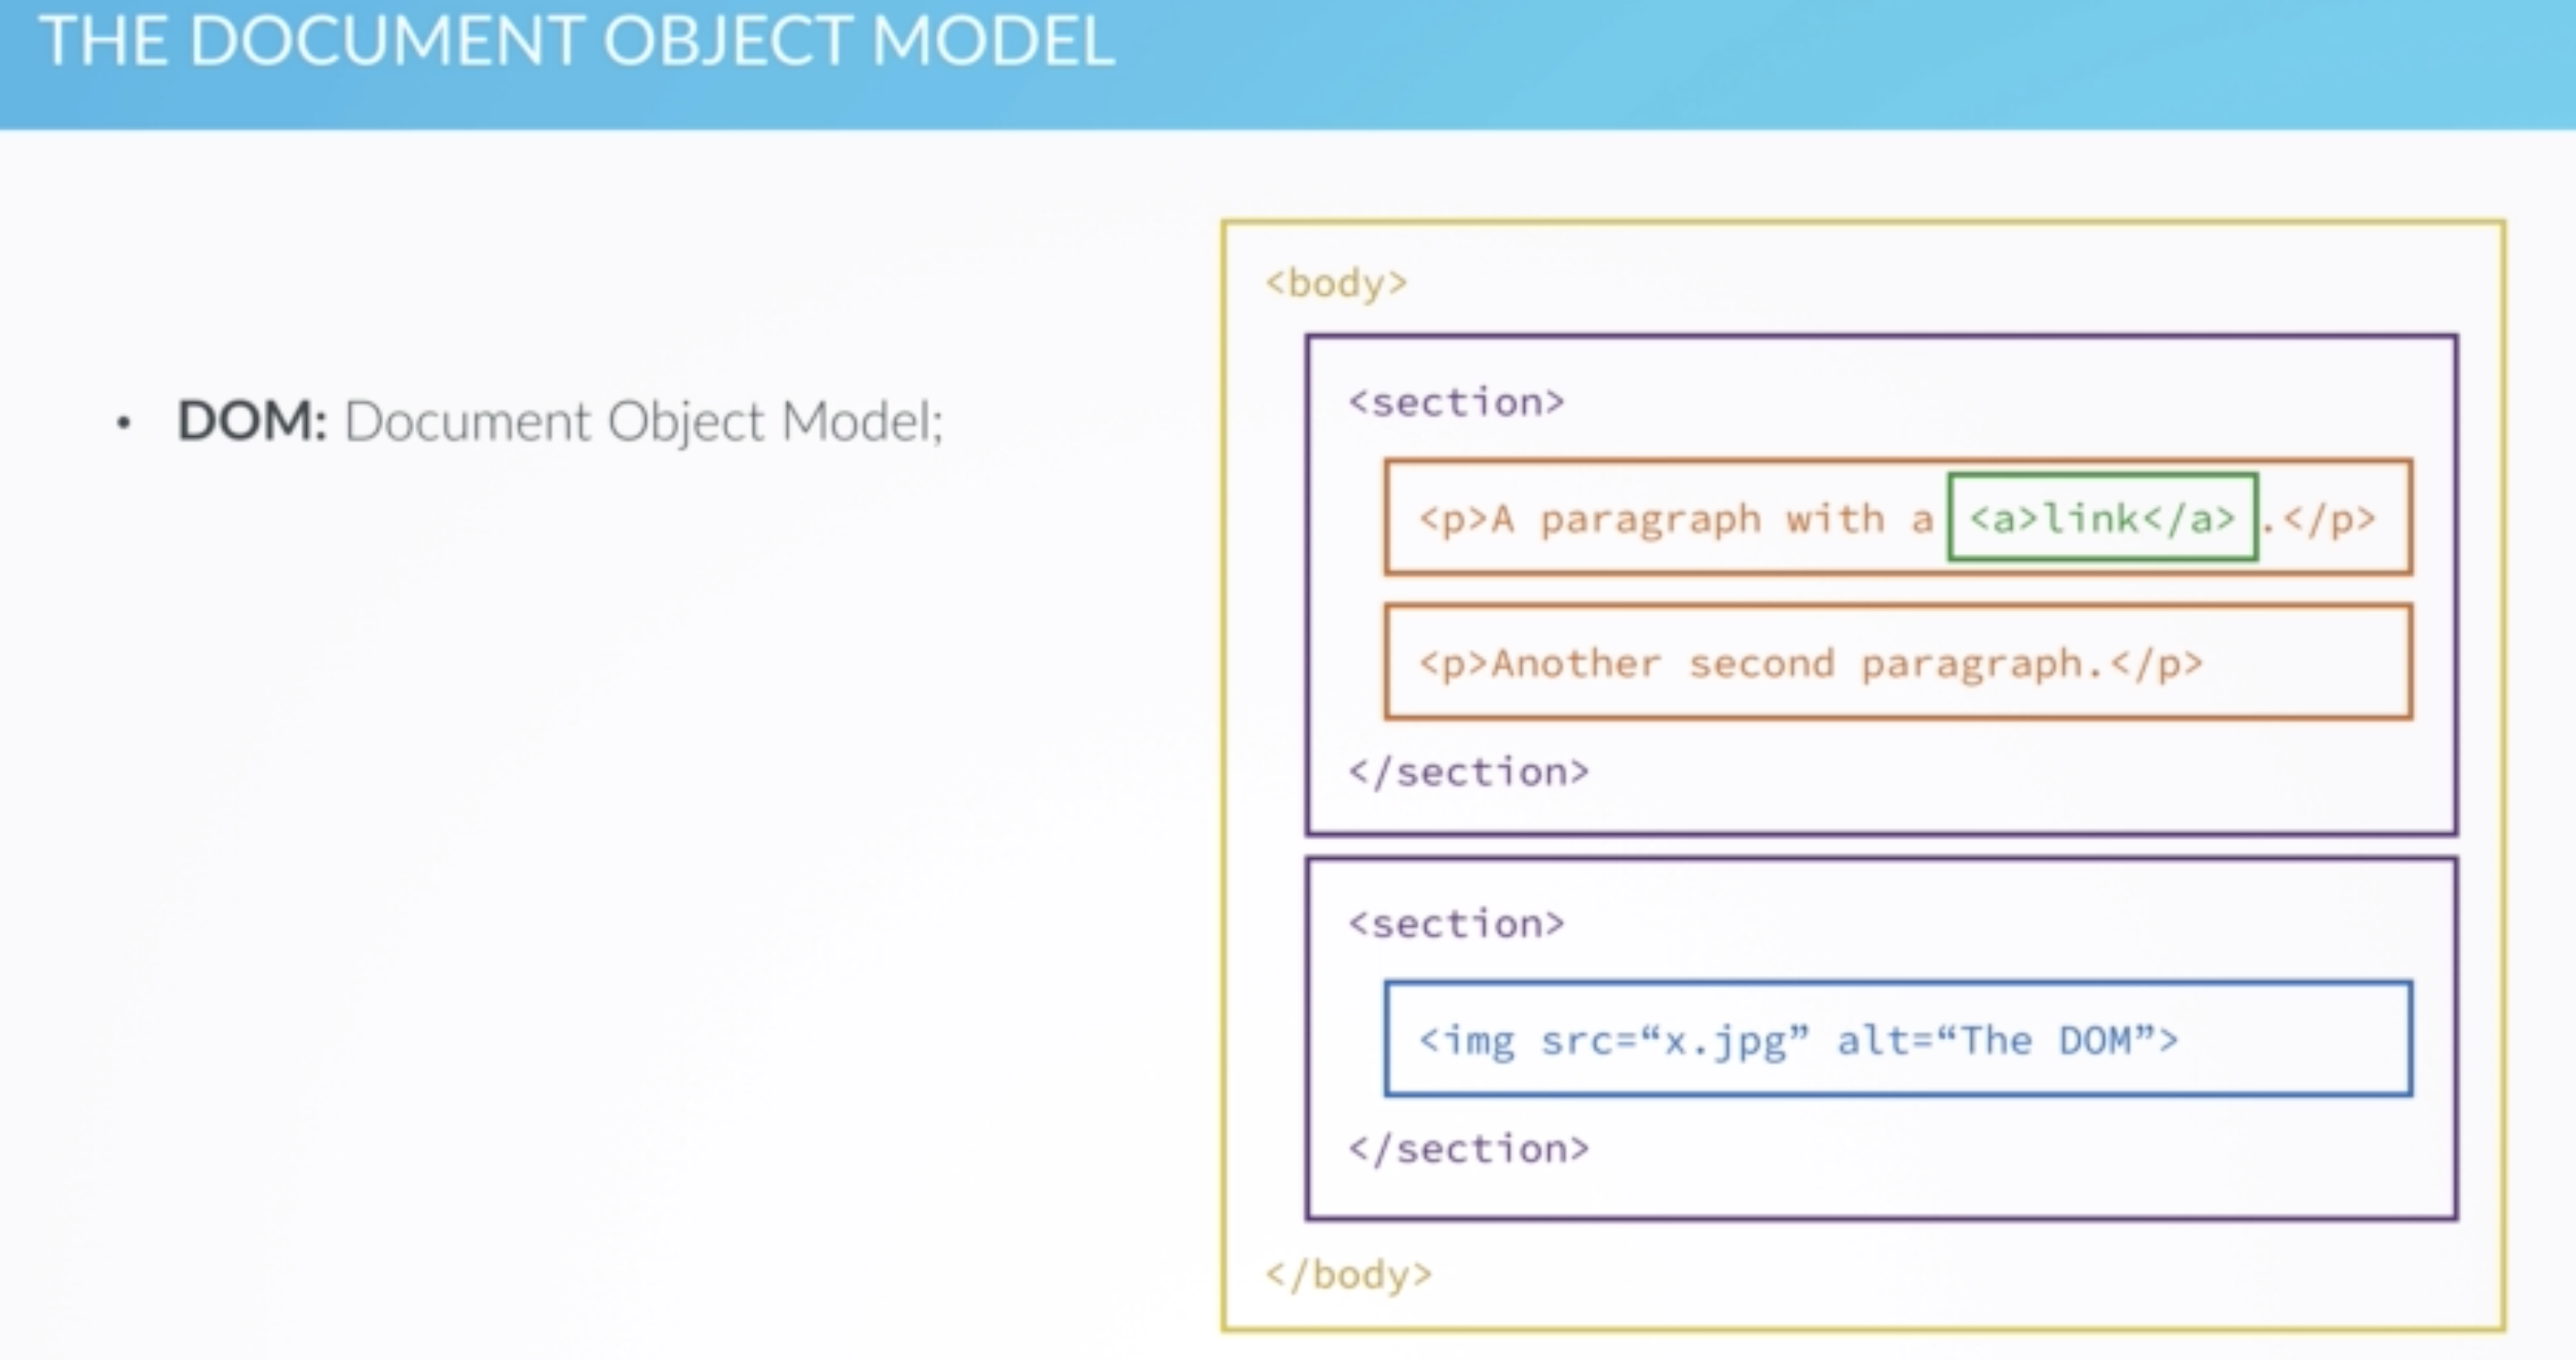 THE DOCUMENT OBJECT MODEL
• DOM: Document Object Model;
<body>
<section>
<p>A paragraph with a <a>link</a>.</p>
<p>Another second paragraph.</p>
</section>
<section>
<img src=“x.jpg” alt=“The DOM”>
</section>
</body>